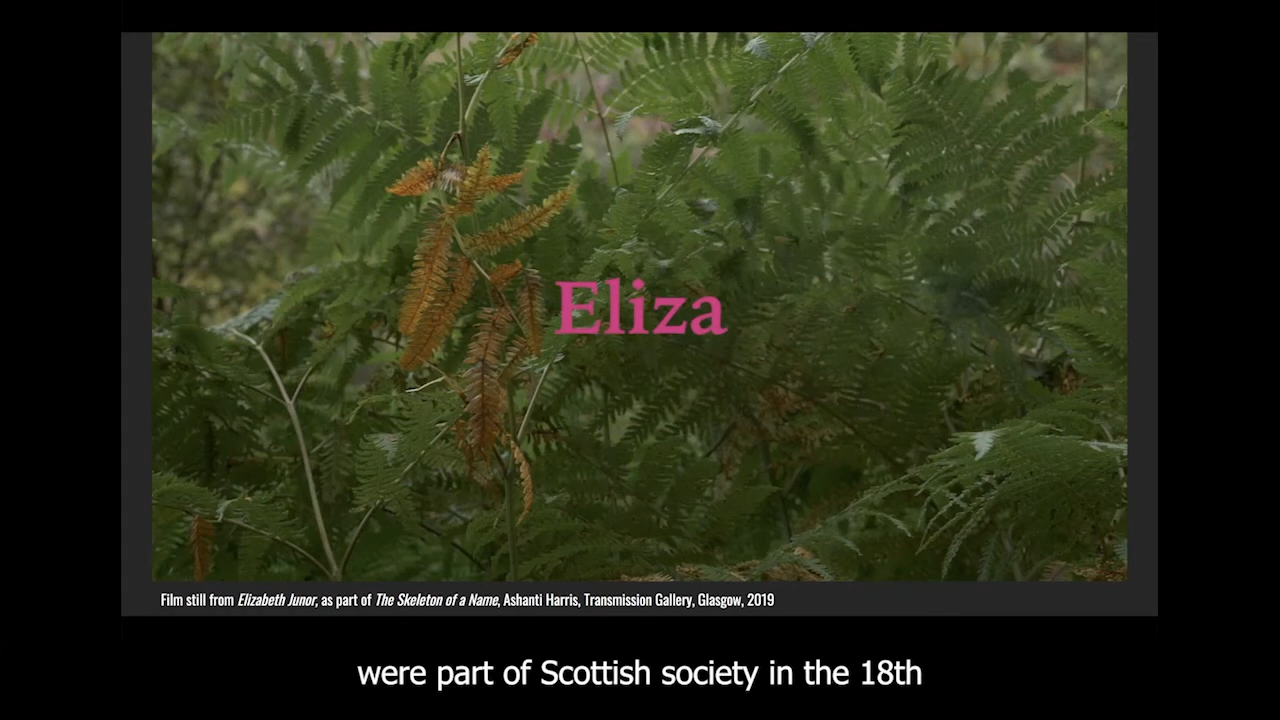 Eliza
Film still from Elizabeth Junor, as part of The Skeleton of a Name, Ashanti Harris, Transmission Gallery, Glasgow, 2019
were part of Scottish society in the 18th